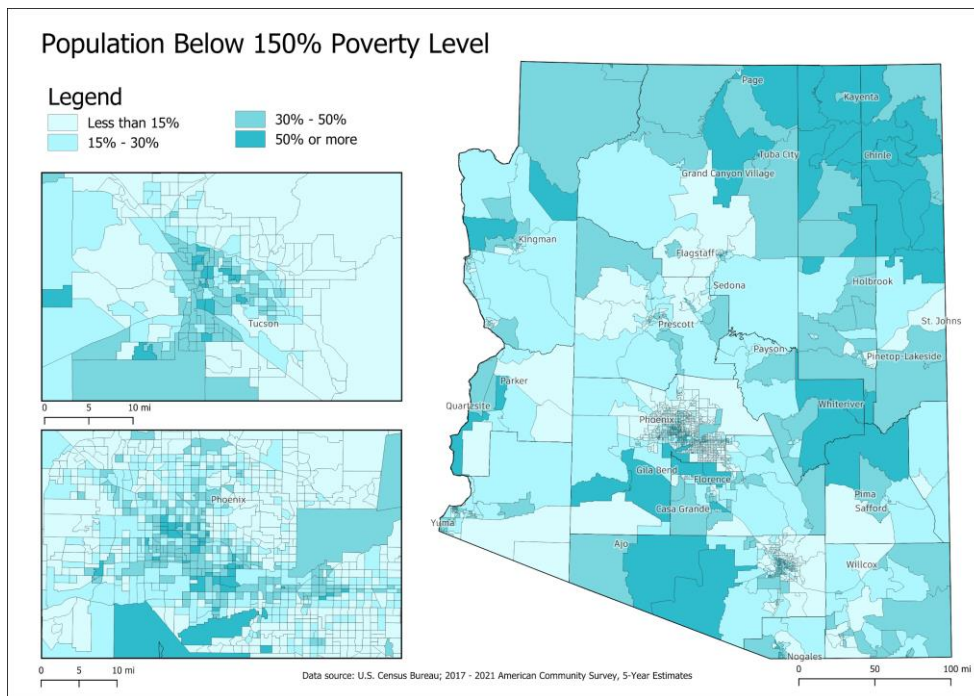 Population Below 150% Poverty Level
Legend
Less than 15%
15% - 30%
30% - 50%
50% or more
Tucson
0 5 10 mi
Phoenix
0 5 10 mi
Page
Kayenta
Tuba City
Chinle
Grand Canyon Village
Kingman
Flagstaff
Sedona
Holbrook
St. Johns
Prescott
Payson
Pinetop-Lakeside
Parker
Quartzsite
Whiteriver
Phoenix
Gila Bend
Florence
Casa Grande
Pima
Safford
Yuma
Ajo
Willcox
Nogales
0 50 100 mi
Data source: U.S. Census Bureau; 2017 - 2021 American Community Survey, 5-Year Estimates